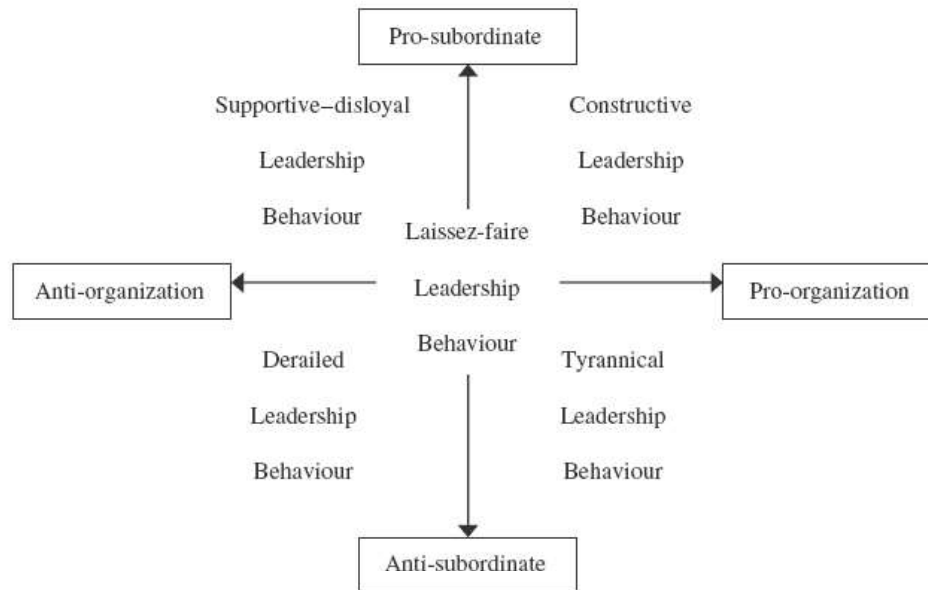 Pro-subordinate
Supportive–disloyal
Leadership
Behaviour
Constructive
Leadership
Behaviour
Laissez-faire
Leadership
Behaviour
Anti-organization
Pro-organization
Derailed
Leadership
Behaviour
Tyrannical
Leadership
Behaviour
Anti-subordinate